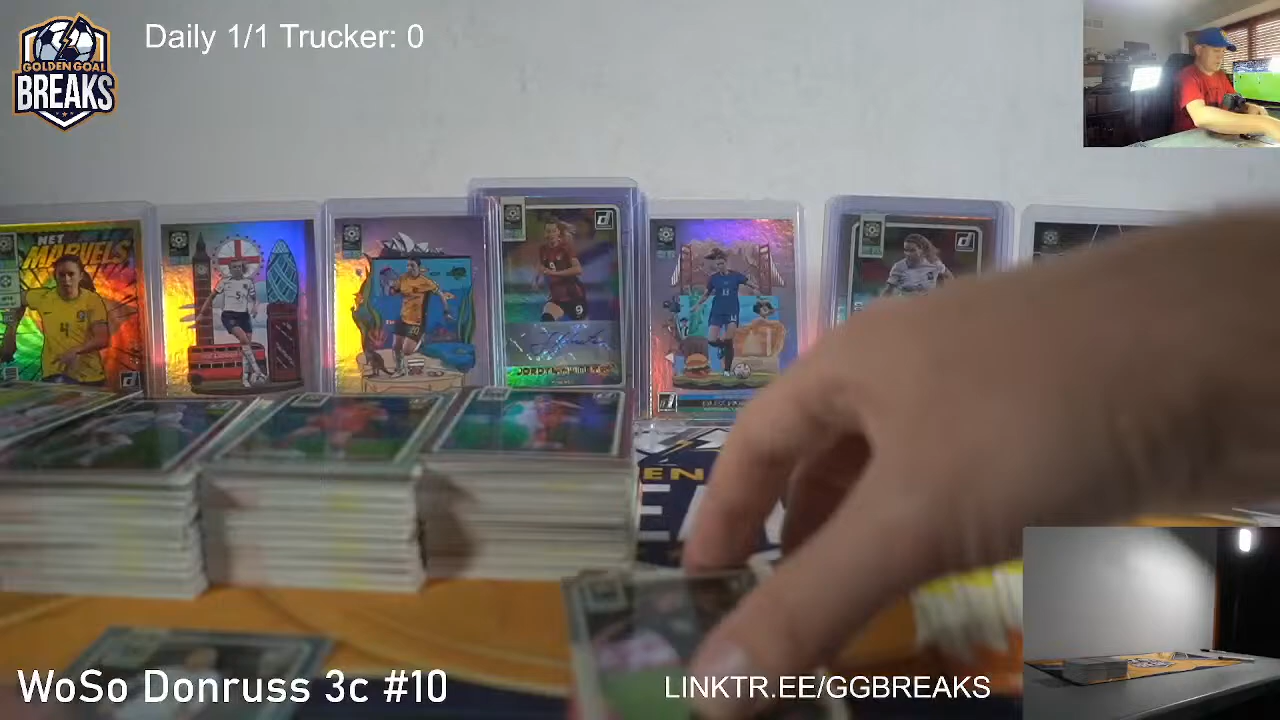 GOLDEN GOAL
BREAKS
Daily 1/1 Trucker: 0
NET
MARVELS
WoSo Donruss 3c #10
LINKTR.EE/GGBREAKS